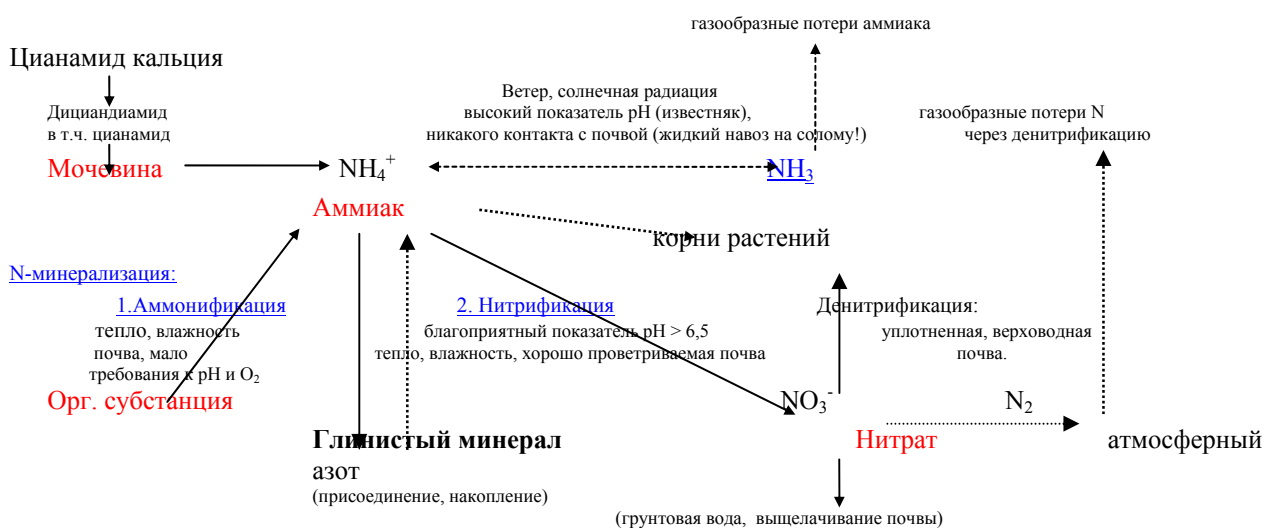 газообразные потери аммиака
Цианамид кальция
Ветер, солнечная радиация
высокий показатель pH (известняк),
никакого контакта с почвой (жидкий навоз на солому!)
Дициандиамид
в т.ч. цианамид
газообразные потери N
через денитрификацию
Мочевина
NH₄⁺
NH₃
Аммиак
корни растений
N-минерализация:
1.Аммонификация
тепло, влажность
почва, мало
требования к pH и O₂
2. Нитрификация
благоприятный показатель pH > 6,5
тепло, влажность, хорошо проветриваемая почва
Денитрификация:
уплотненная, верховодная
почва.
Орг. субстанция
NO₃⁻
N₂
Глинистый минерал
Нитрат
атмосферный
азот
(присоединение, накопление)
(грунтовая вода, выщелачивание почвы)